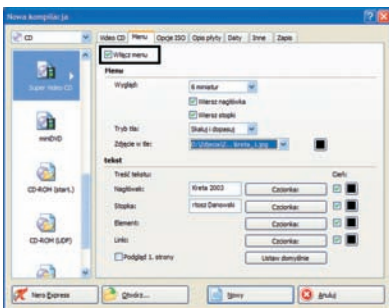 Nowa kompilacja
CD
Video CD Menu Opcje ISO Opis płyty Daty Inne Zapis
Włącz menu
Menu
Wygląd: 6 miniatur
Wiersz nagłówka
Wiersz stopki
Tryb tła: Skaluj i dopasuj
Zdjęcie w tle:
tekst
Treść tekstu: Cień:
Nagłówek: Kreta 2003 Czcionka:
Stopka: rtosz Danowski Czcionka:
Element: Czcionka:
Linki: Czcionka:
Podgląd 1. strony Ustaw domyślnie
Super Video CD
miniDVD
CD-ROM (start.)
CD-ROM (UDF)
Nero Express Otwórz... Nowy Anuluj